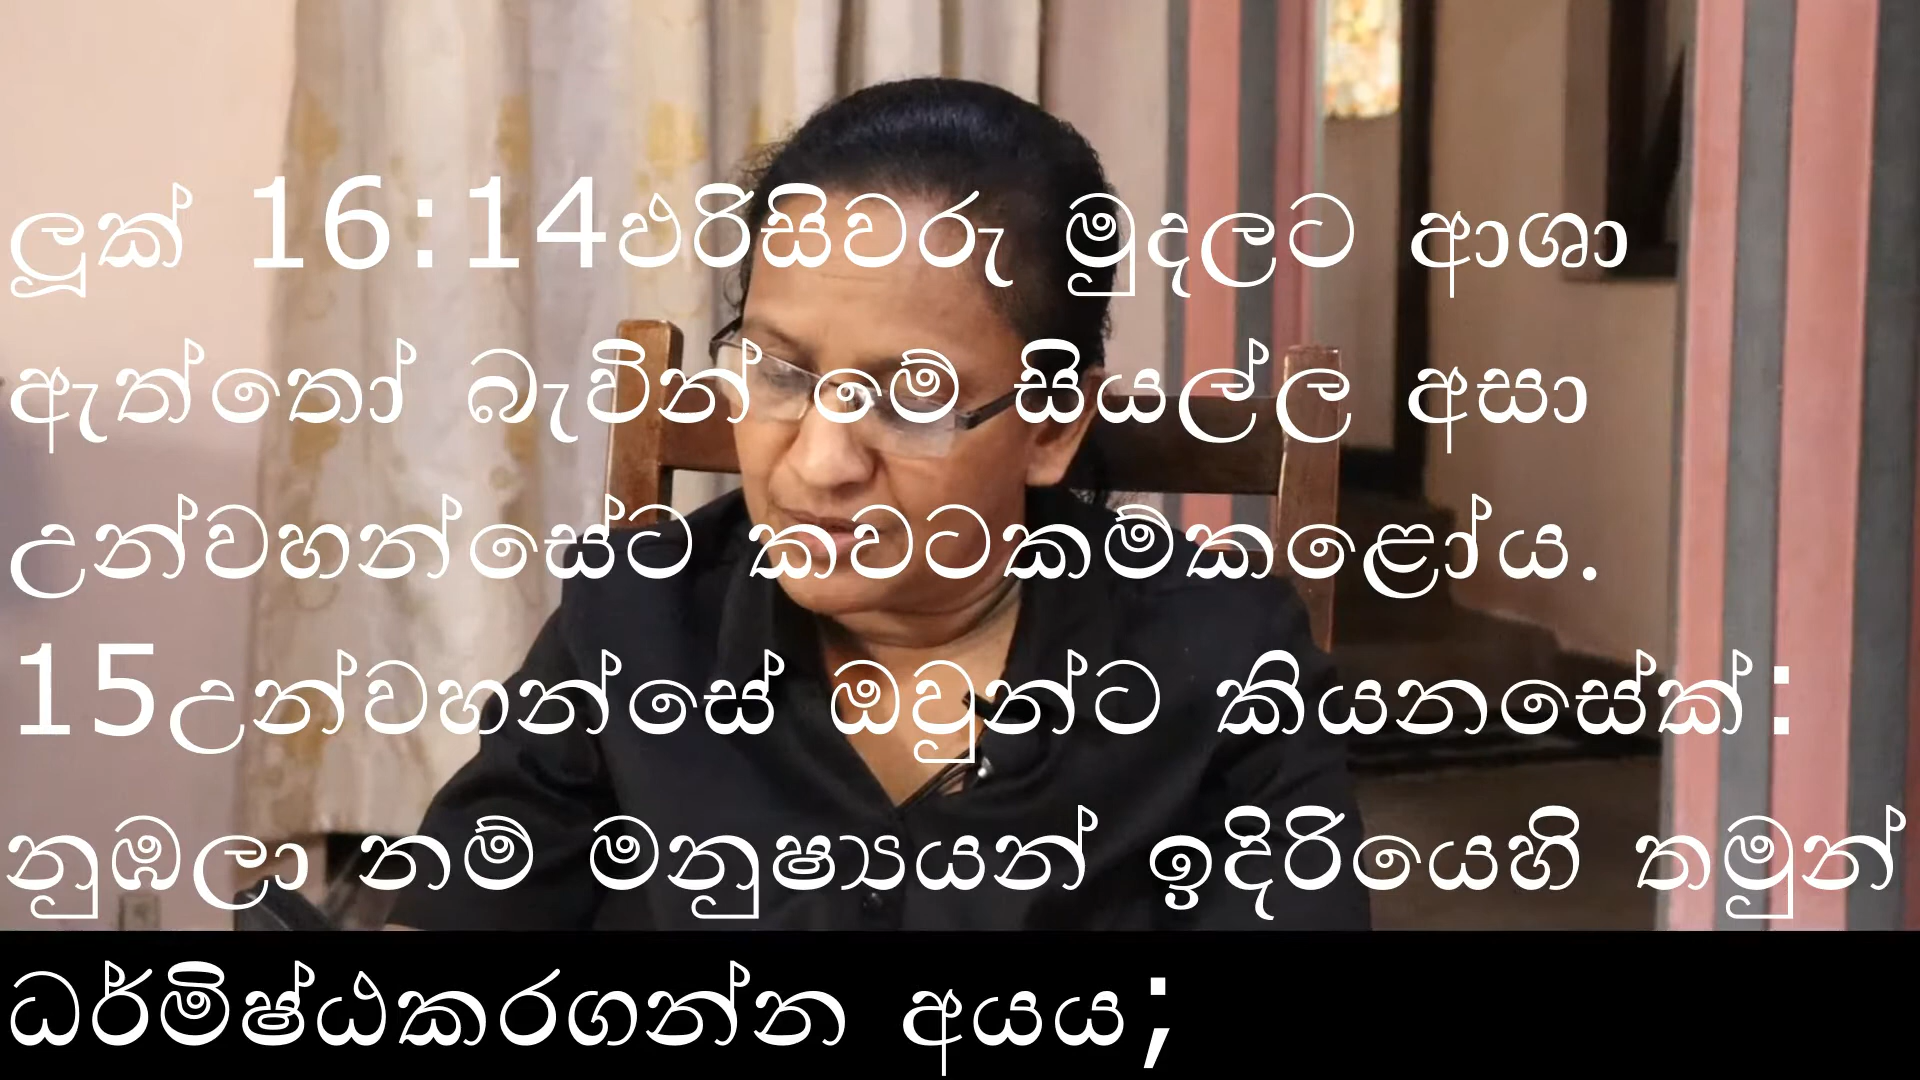 ලූක් 16:14ඵරිසිවරු මුදලට ආශා
ඇත්තෝ බැවින් මේ සියල්ල අසා
උන්වහන්සේට කවටකම්කළෝය.
15උන්වහන්සේ ඔවුන්ට කියනසේක්:
නුඹලා නම් මනුෂ්‍යයන් ඉදිරියෙහි තමුන්
ධර්මිෂ්ඨකරගන්න අයය;